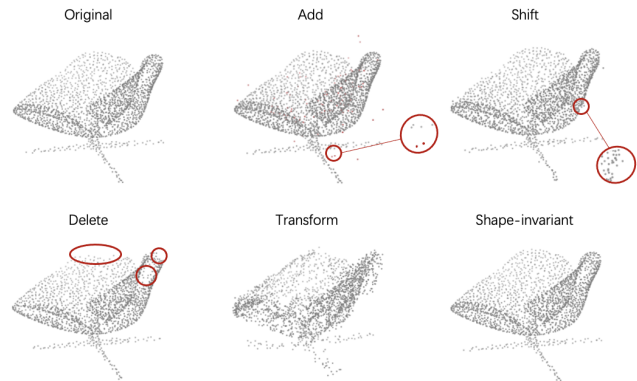 Original
Add
Shift
Delete
Transform
Shape-invariant